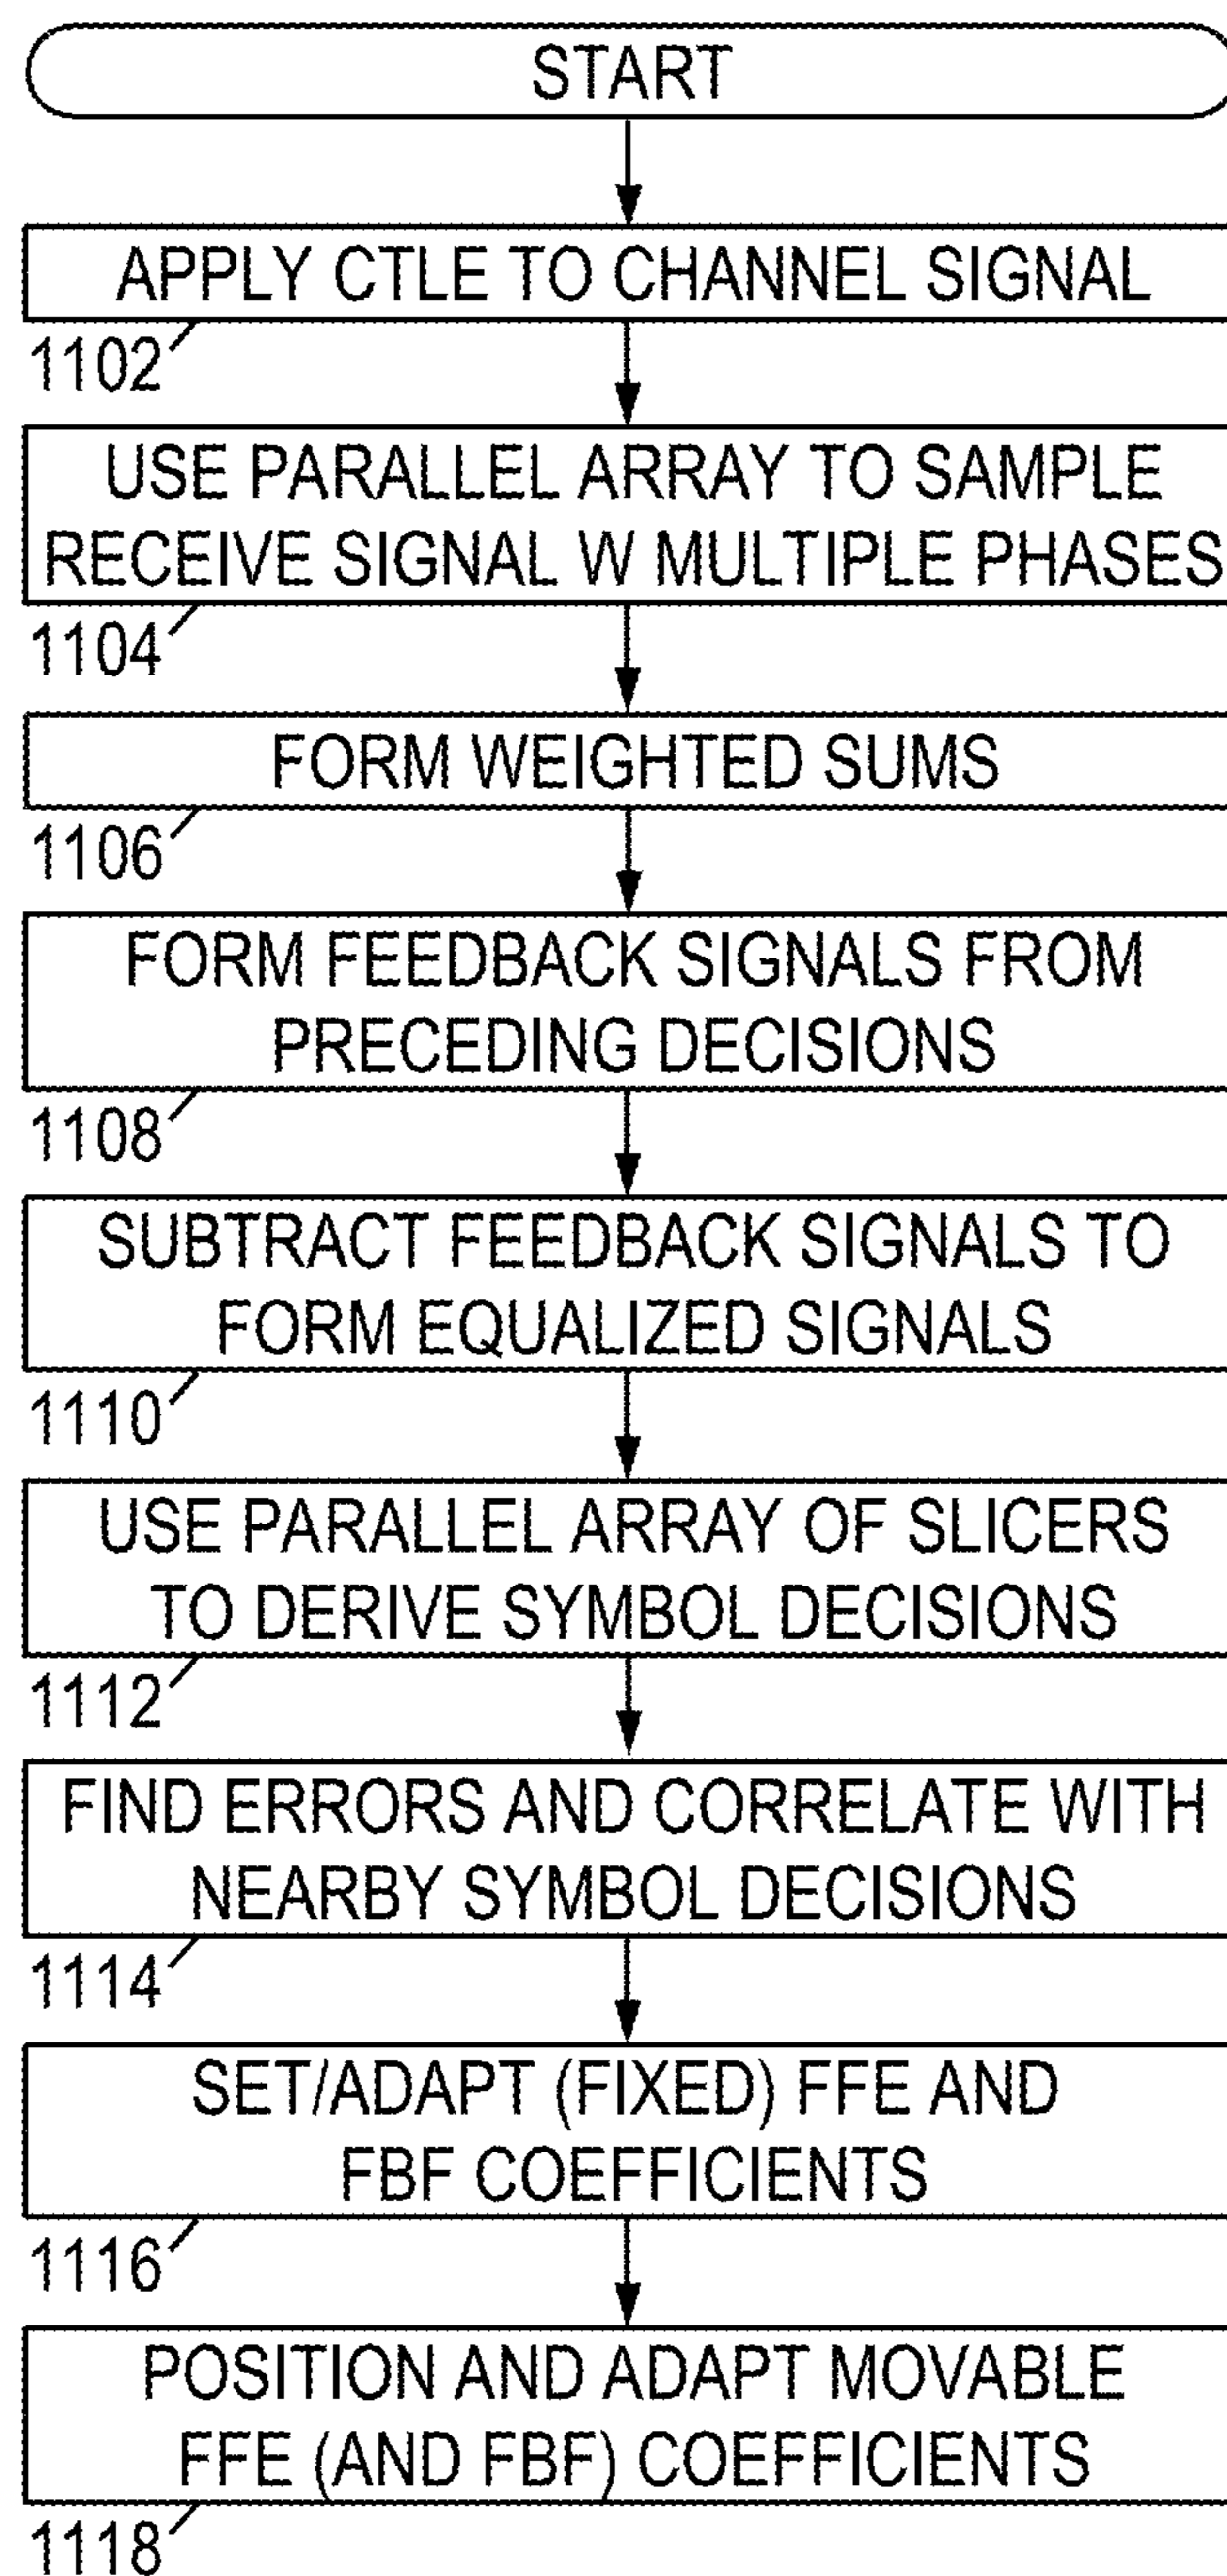 START
APPLY CTLE TO CHANNEL SIGNAL
1102
USE PARALLEL ARRAY TO SAMPLE
RECEIVE SIGNAL W MULTIPLE PHASES
1104
FORM WEIGHTED SUMS
1106
FORM FEEDBACK SIGNALS FROM
PRECEDING DECISIONS
1108
SUBTRACT FEEDBACK SIGNALS TO
FORM EQUALIZED SIGNALS
1110
USE PARALLEL ARRAY OF SLICERS
TO DERIVE SYMBOL DECISIONS
1112
FIND ERRORS AND CORRELATE WITH
NEARBY SYMBOL DECISIONS
1114
SET/ADAPT (FIXED) FFE AND
FBF COEFFICIENTS
1116
POSITION AND ADAPT MOVABLE
FFE (AND FBF) COEFFICIENTS
1118